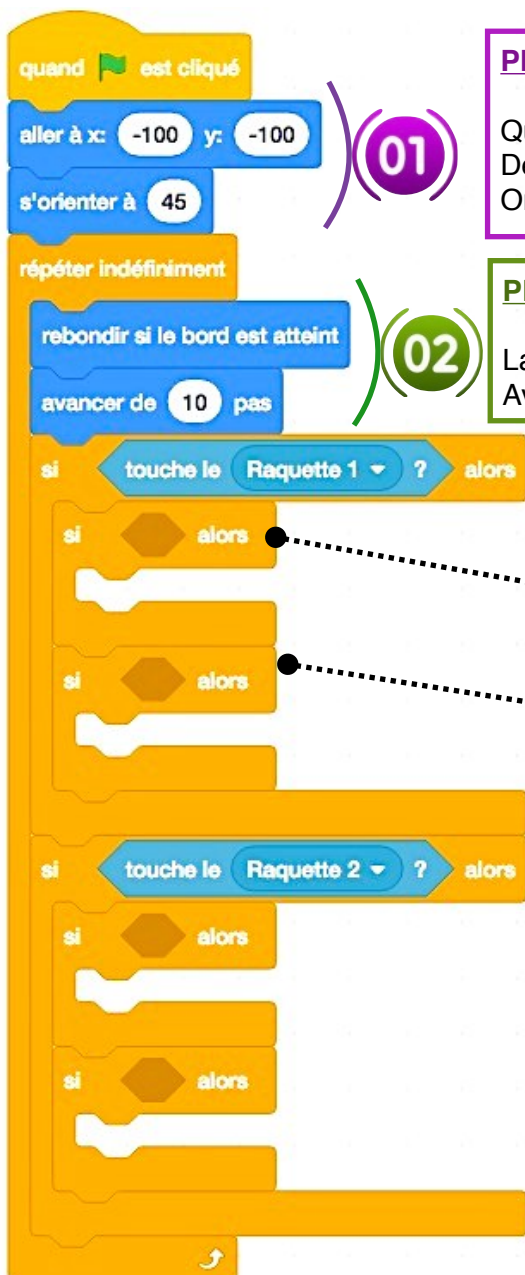 quand est cliqué
aller à x: -100 y: -100
s'orienter à 45
01
répéter indéfiniment
rebondir si le bord est atteint
avancer de 10 pas
02
si touche le Raquette 1 ? alors
si alors
si alors
si touche le Raquette 2 ? alors
si alors
si alors